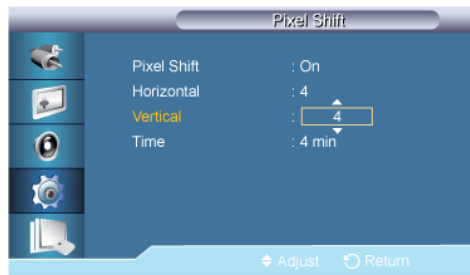 Pixel Shift
Pixel Shift : On
Horizontal : 4
Vertical : 4
Time : 4 min
Adjust Return